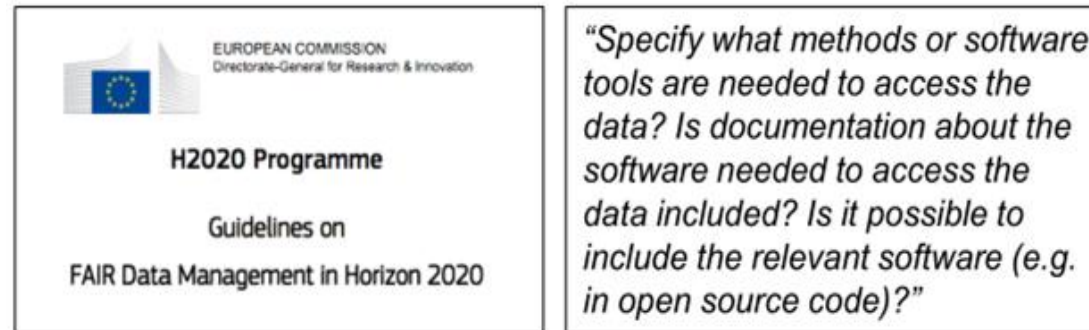 EUROPEAN COMMISSION
Directorate-General for Research & Innovation
H2020 Programme
Guidelines on
FAIR Data Management in Horizon 2020
“Specify what methods or software
tools are needed to access the
data? Is documentation about the
software needed to access the
data included? Is it possible to
include the relevant software (e.g.
in open source code)?”